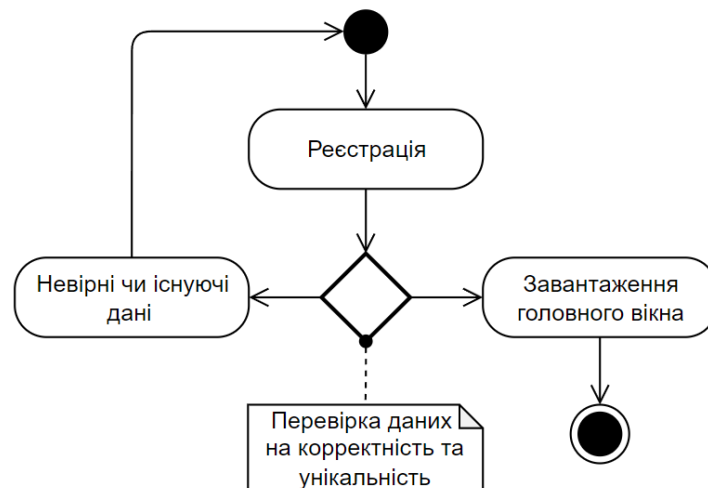 Реєстрація
Невірні чи існуючі
дані
Завантаження
головного вікна
Перевірка даних
на корректність та
унікальність